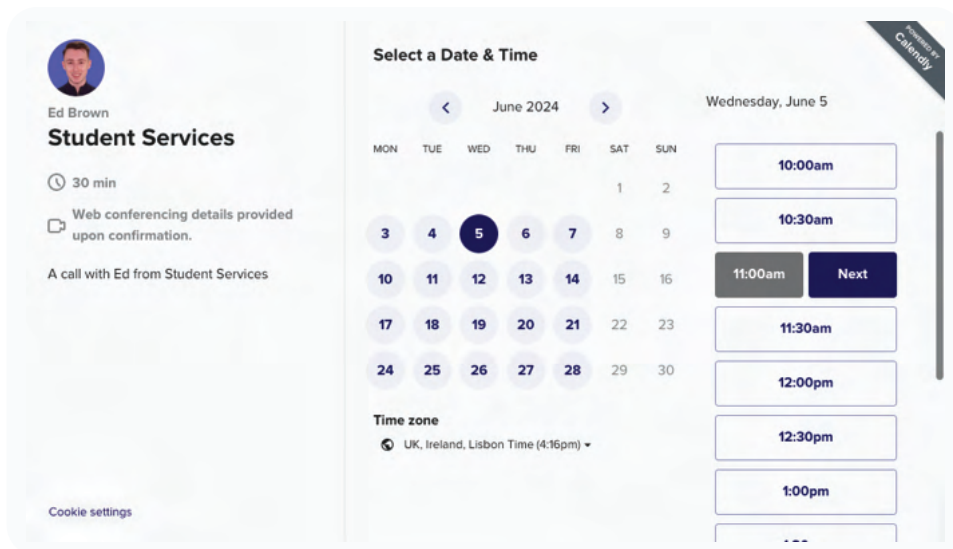 Ed Brown
Student Services
30 min
Web conferencing details provided
upon confirmation.
A call with Ed from Student Services
Cookie settings
Select a Date & Time
June 2024
MON TUE WED THU FRI SAT SUN
1 2
3 4 5 6 7 8 9
10 11 12 13 14 15 16
17 18 19 20 21 22 23
24 25 26 27 28 29 30
Time zone
UK, Ireland, Lisbon Time (4:16pm)
Wednesday, June 5
10:00am
10:30am
11:00am Next
11:30am
12:00pm
12:30pm
1:00pm
POWERED BY
Calendly